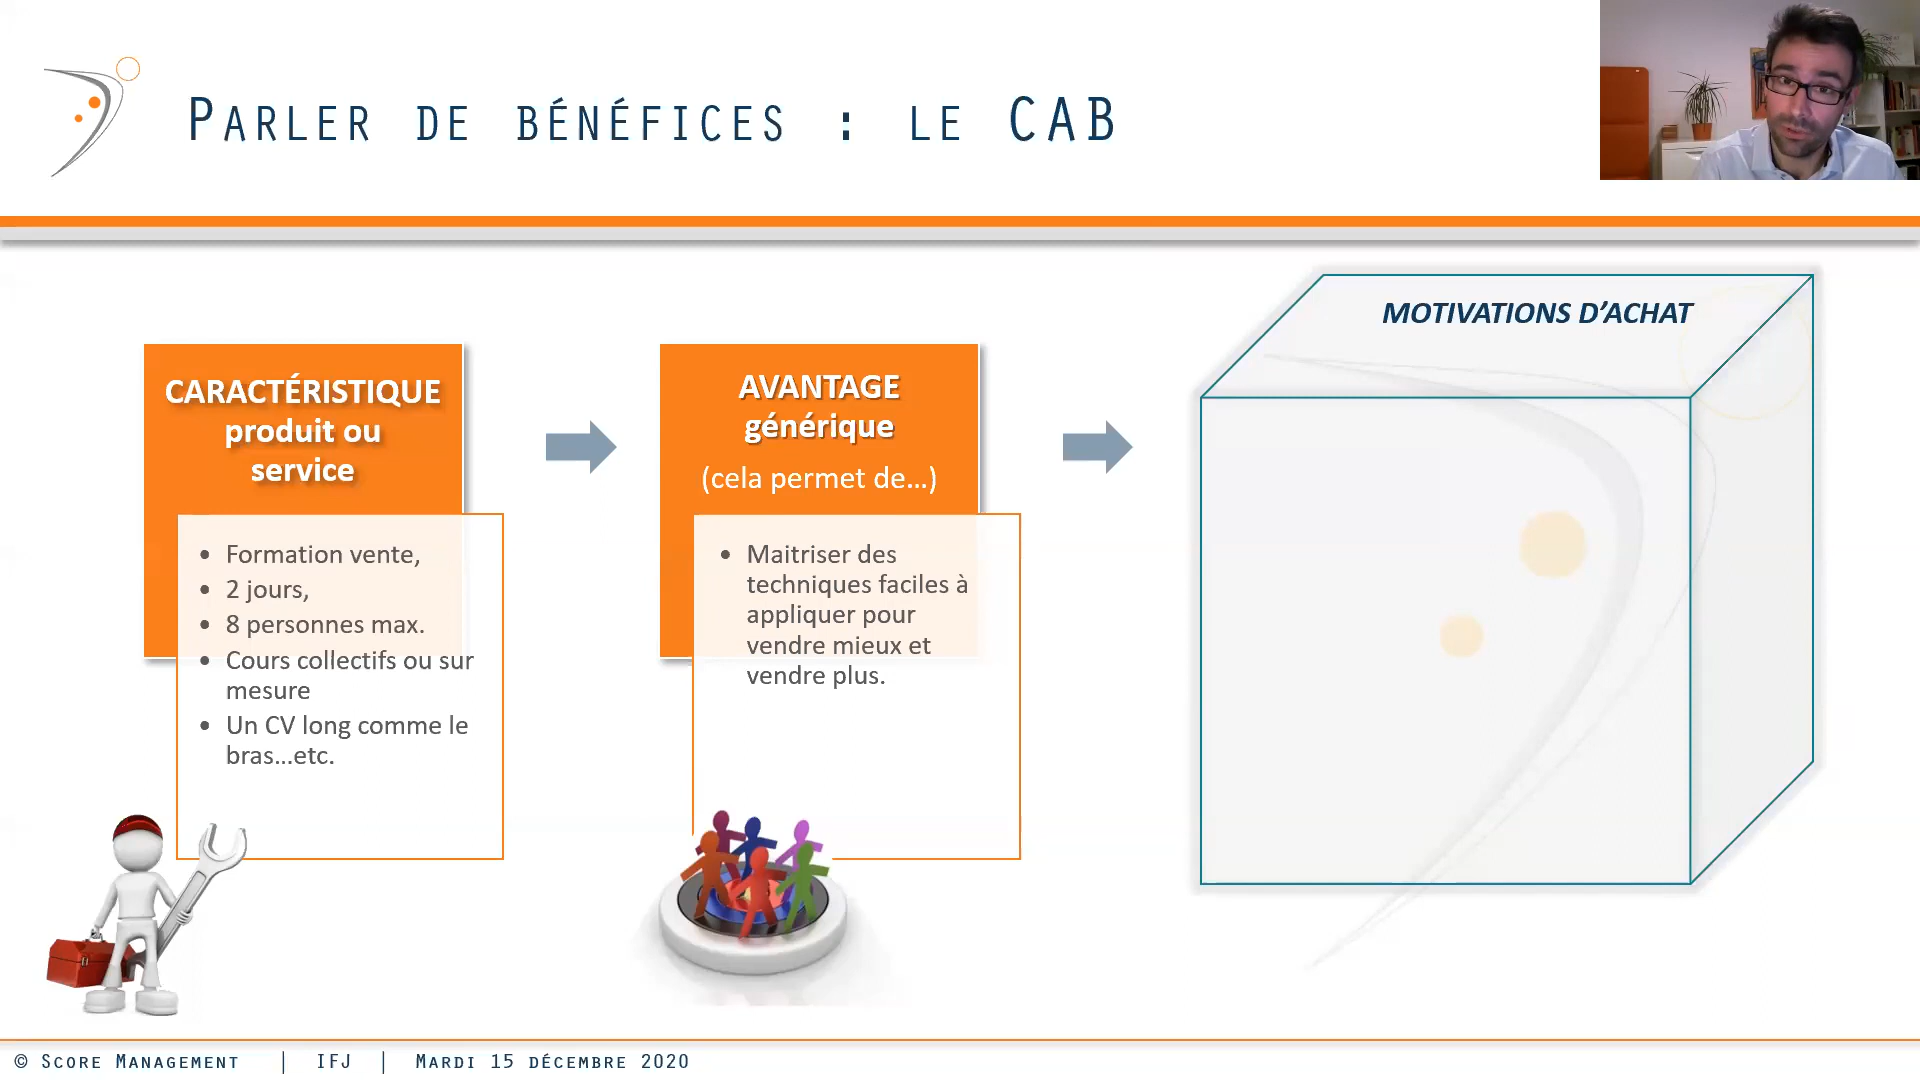 PARLER DE BÉNÉFICES : LE CAB
MOTIVATIONS D’ACHAT
CARACTÉRISTIQUE
produit ou
service
• Formation vente,
• 2 jours,
• 8 personnes max.
• Cours collectifs ou sur
mesure
• Un CV long comme le
bras...etc.
AVANTAGE
générique
(cela permet de...)
• Maitriser des
techniques faciles à
appliquer pour
vendre mieux et
vendre plus.
© SCORE MANAGEMENT | IFJ | MARDI 15 DÉCEMBRE 2020